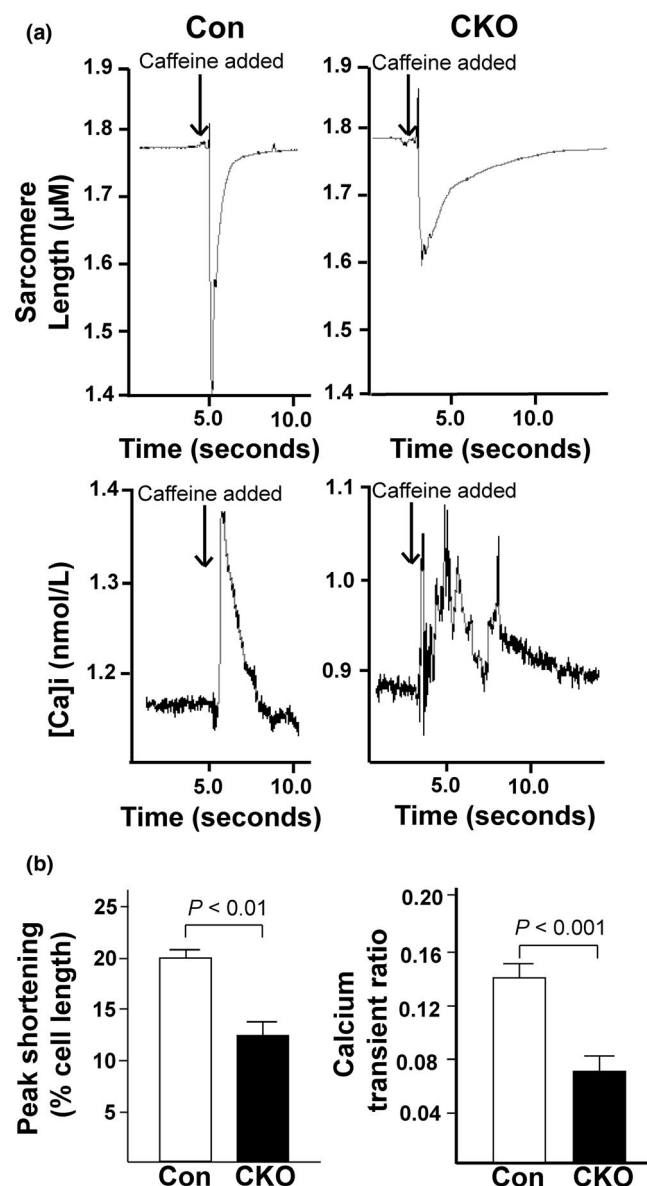 (a)
Con
CKO
Caffeine added
Caffeine added
Sarcomere
Length (µM)
1.9
1.8
1.7
1.6
1.5
1.4
5.0 10.0
Time (seconds)
1.9
1.8
1.7
1.6
1.5
1.4
5.0 10.0
Time (seconds)
[Ca]i (nmol/L)
1.4
1.3
1.2
Caffeine added
5.0 10.0
Time (seconds)
1.1
1.0
0.9
Caffeine added
5.0 10.0
Time (seconds)
(b)
Peak shortening
(% cell length)
25
20
15
10
5
P < 0.01
Con CKO
Calcium
transient ratio
0.20
0.16
0.12
0.08
0.04
P < 0.001
Con CKO